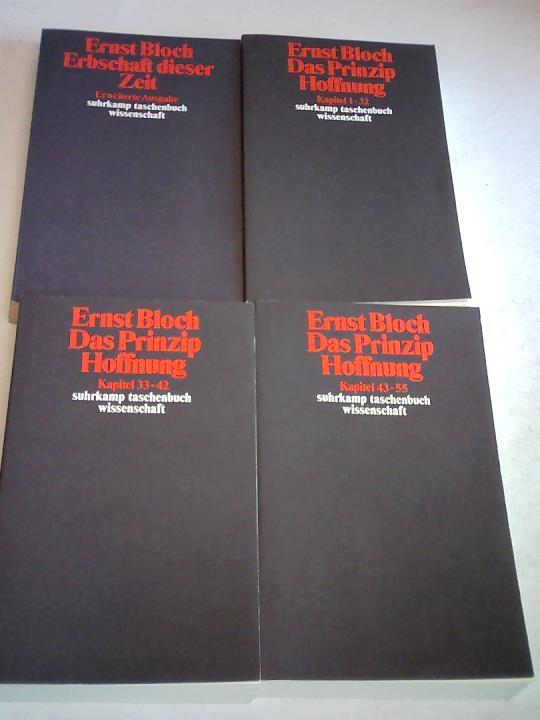 Ernst Bloch
Erbschaft dieser
Zeit
Erweiterte Ausgabe
suhrkamp taschenbuch
wissenschaft
Ernst Bloch
Das Prinzip
Hoffnung
Kapitel 1-32
suhrkamp taschenbuch
wissenschaft
Ernst Bloch
Das Prinzip
Hoffnung
Kapitel 33-42
suhrkamp taschenbuch
wissenschaft
Ernst Bloch
Das Prinzip
Hoffnung
Kapitel 43-55
suhrkamp taschenbuch
wissenschaft